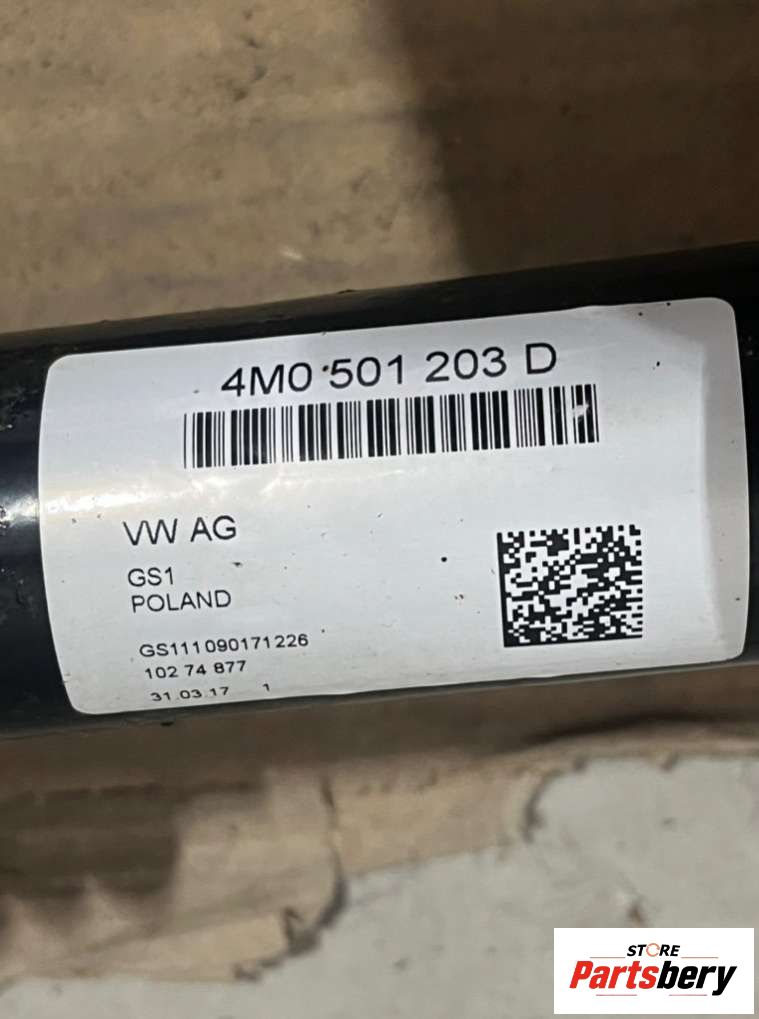 4M0 501 203 D
VW AG
GS1
POLAND
GS111090171226
102 74 877
31.03.17 1
STORE
Partsbery